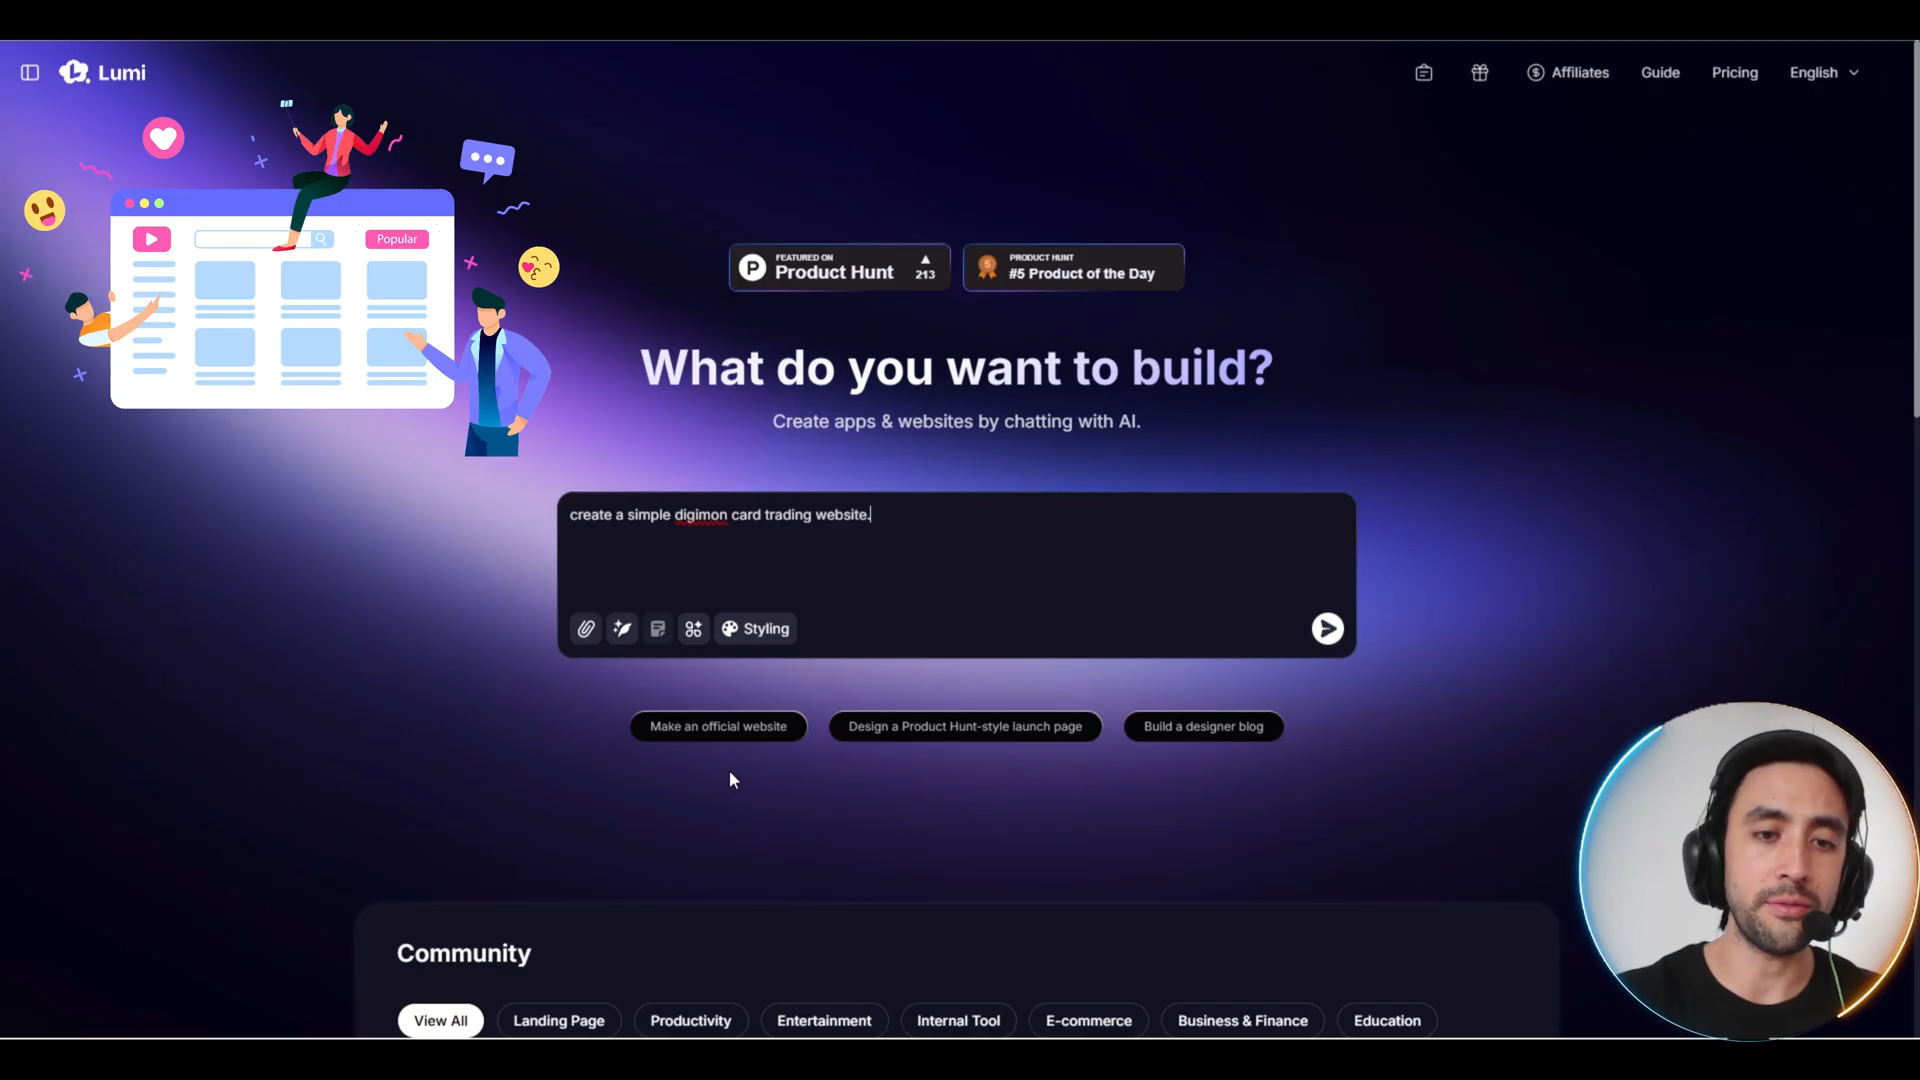 Lumi
Affiliates
Guide
Pricing
English
Popular
FEATURED ON
Product Hunt
213
PRODUCT HUNT
#5 Product of the Day
5
What do you want to build?
Create apps & websites by chatting with AI.
create a simple digimon card trading website.
Styling
Make an official website
Design a Product Hunt-style launch page
Build a designer blog
Community
View All
Landing Page
Productivity
Entertainment
Internal Tool
E-commerce
Business & Finance
Education